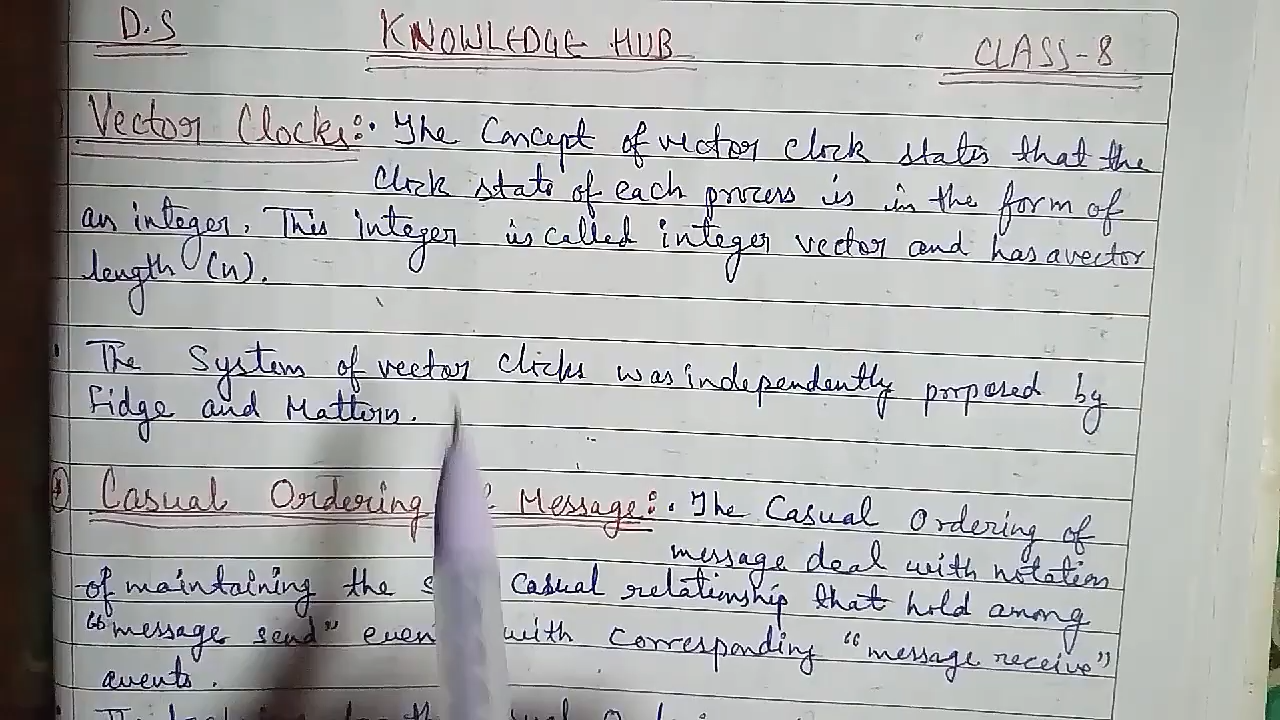 D.S KNOWLEDGE HUB CLASS-8
Vector Clocks:• The Concept of vector clock states that the
clock state of each process is in the form of
an integer. This integer is called integer vector and has a vector
length (n).
• The System of vector clicks was independently proposed by
Fidge and Mattern.
Casual Ordering Message:• The Casual Ordering of
message deal with notation
of maintaining the casual relationship that hold among
"message send" with corresponding "message receive"
events.